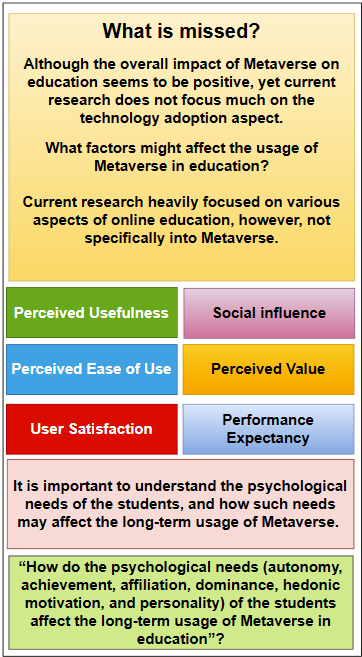 What is missed?
Although the overall impact of Metaverse on
education seems to be positive, yet current
research does not focus much on the
technology adoption aspect.
What factors might affect the usage of
Metaverse in education?
Current research heavily focused on various
aspects of online education, however, not
specifically into Metaverse.
Perceived Usefulness
Social influence
Perceived Ease of Use
Perceived Value
User Satisfaction
Performance
Expectancy
It is important to understand the psychological
needs of the students, and how such needs
may affect the long-term usage of Metaverse.
“How do the psychological needs (autonomy,
achievement, affiliation, dominance, hedonic
motivation, and personality) of the students
affect the long-term usage of Metaverse in
education”?